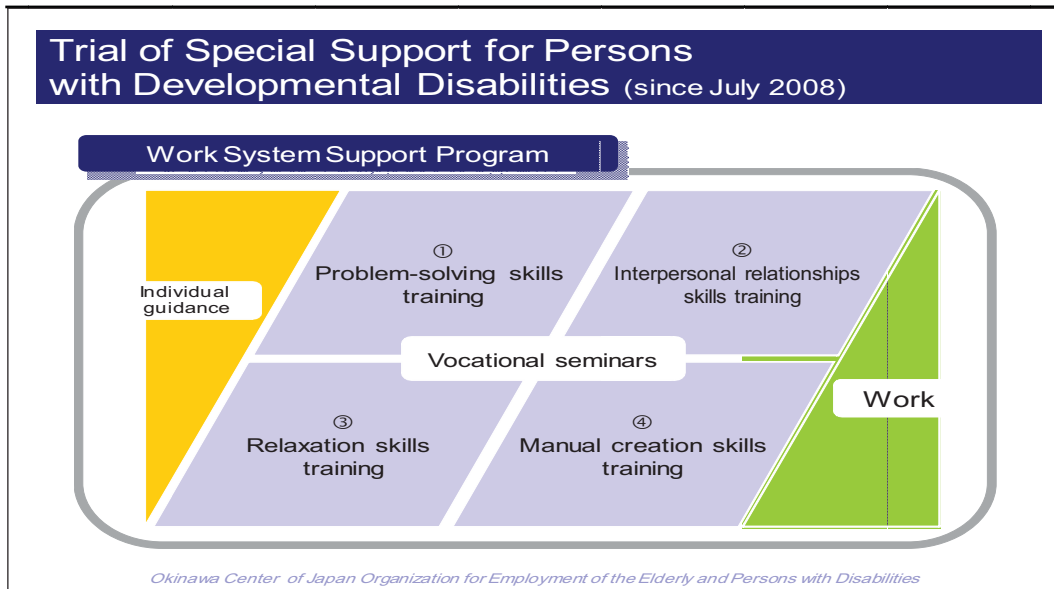 Trial of Special Support for Persons
with Developmental Disabilities (since July 2008)
Work System Support Program
①
Problem-solving skills
training
②
Interpersonal relationships
skills training
Individual
guidance
Vocational seminars
Work
③
Relaxation skills
training
④
Manual creation skills
training
Okinawa Center of Japan Organization for Employment of the Elderly and Persons with Disabilities